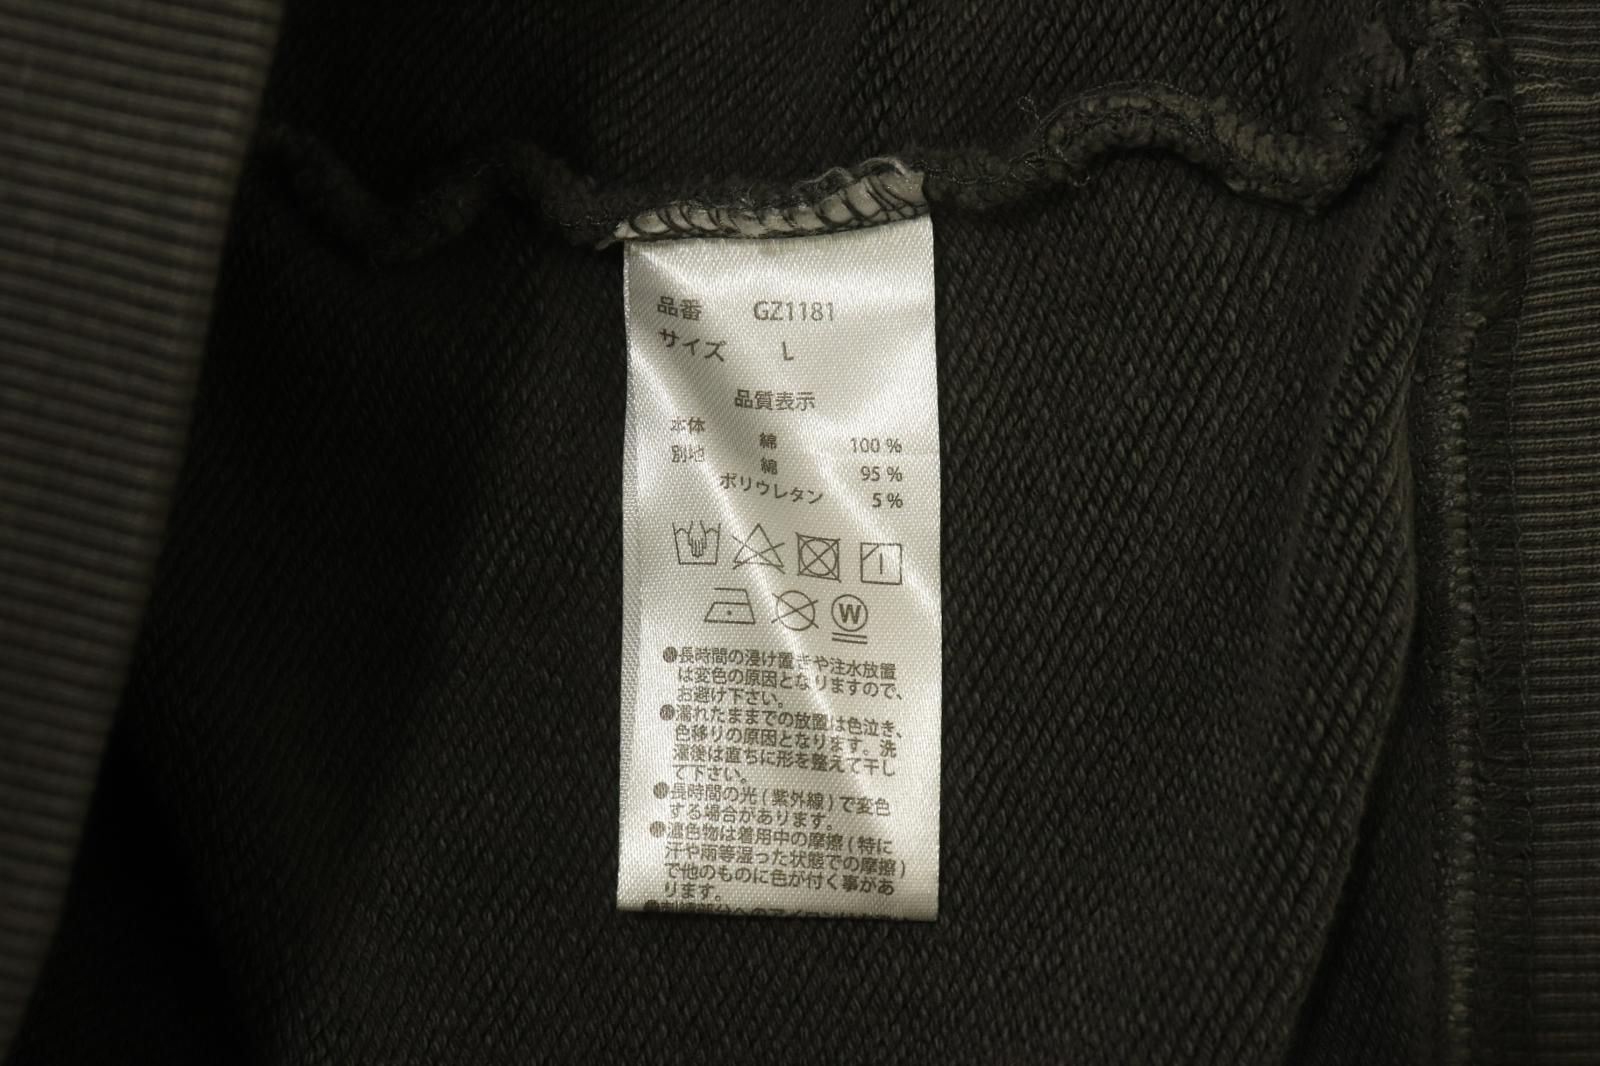 品番 GZ1181
サイズ L
品質表示
本体 綿 100 %
別地 綿 95 %
ポリウレタン 5 %
W
●長時間の浸け置きや注水放置
は変色の原因となりますので、
お避け下さい。
●濡れたままでの放置は色泣き、
色移りの原因となります。洗
濯後は直ちに形を整えて干し
て下さい。
●長時間の光(紫外線)で変色
する場合があります。
●濃色物は着用中の摩擦(特に
汗や雨等湿った状態での摩擦)
で他のものに色が付く事があ
ります。